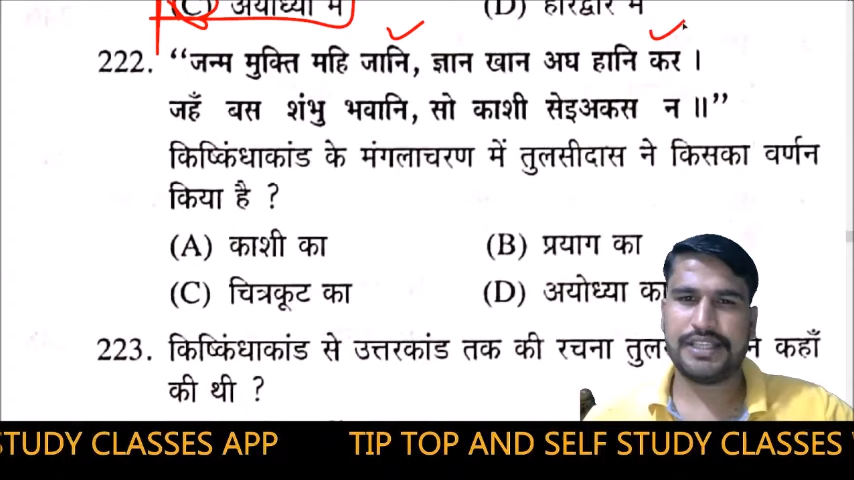 (C) अयोध्या में (D) हरिद्वार में
222. “जन्म मुक्ति महि जानि, ज्ञान खान अघ हानि कर ।
जहँ बस शंभु भवानि, सो काशी सेइअकस न ॥”
किष्किंधाकांड के मंगलाचरण में तुलसीदास ने किसका वर्णन
किया है ?
(A) काशी का (B) प्रयाग का
(C) चित्रकूट का (D) अयोध्या का
223. किष्किंधाकांड से उत्तरकांड तक की रचना ने कहाँ
की थी ?
STUDY CLASSES APP TIP TOP AND SELF STUDY CLASSES